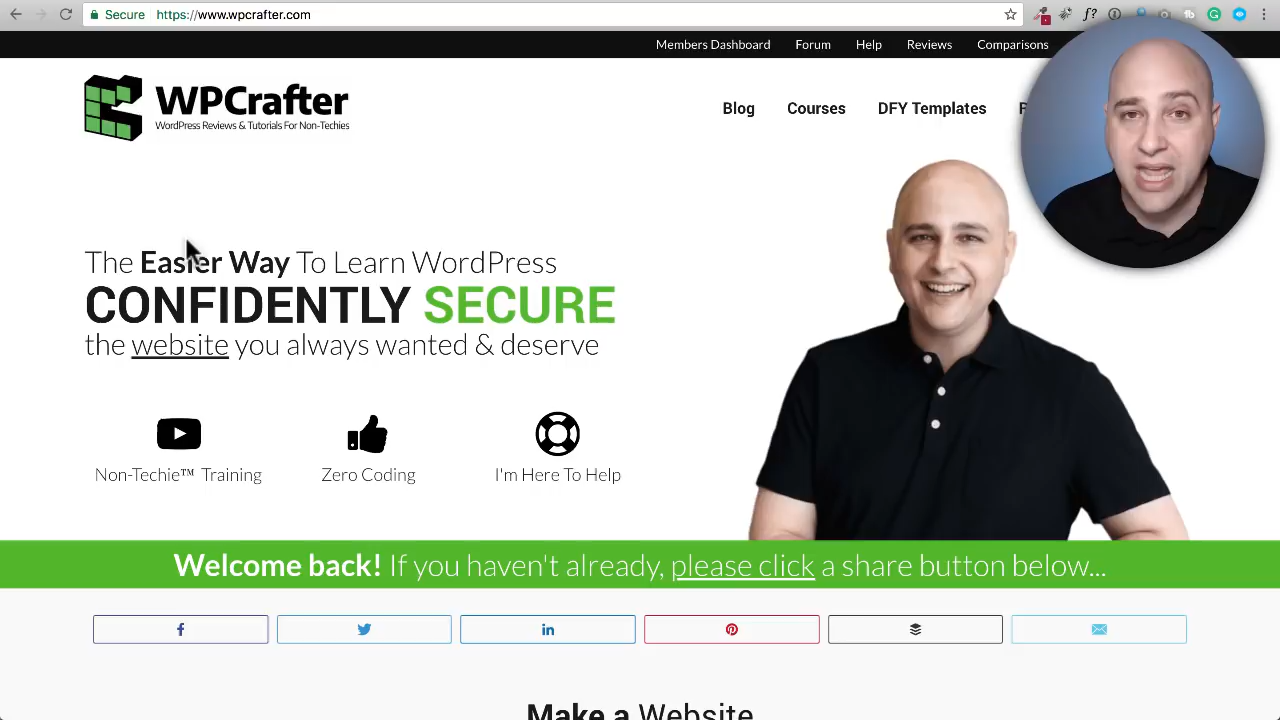 Secure https://www.wpcrafter.com
Members Dashboard Forum Help Reviews Comparisons
WPCrafter
WordPress Reviews & Tutorials For Non-Techies
Blog Courses DFY Templates
The Easier Way To Learn WordPress
CONFIDENTLY SECURE
the website you always wanted & deserve
Non-Techie™ Training Zero Coding I'm Here To Help
Welcome back! If you haven't already, please click a share button below...
Make a Website